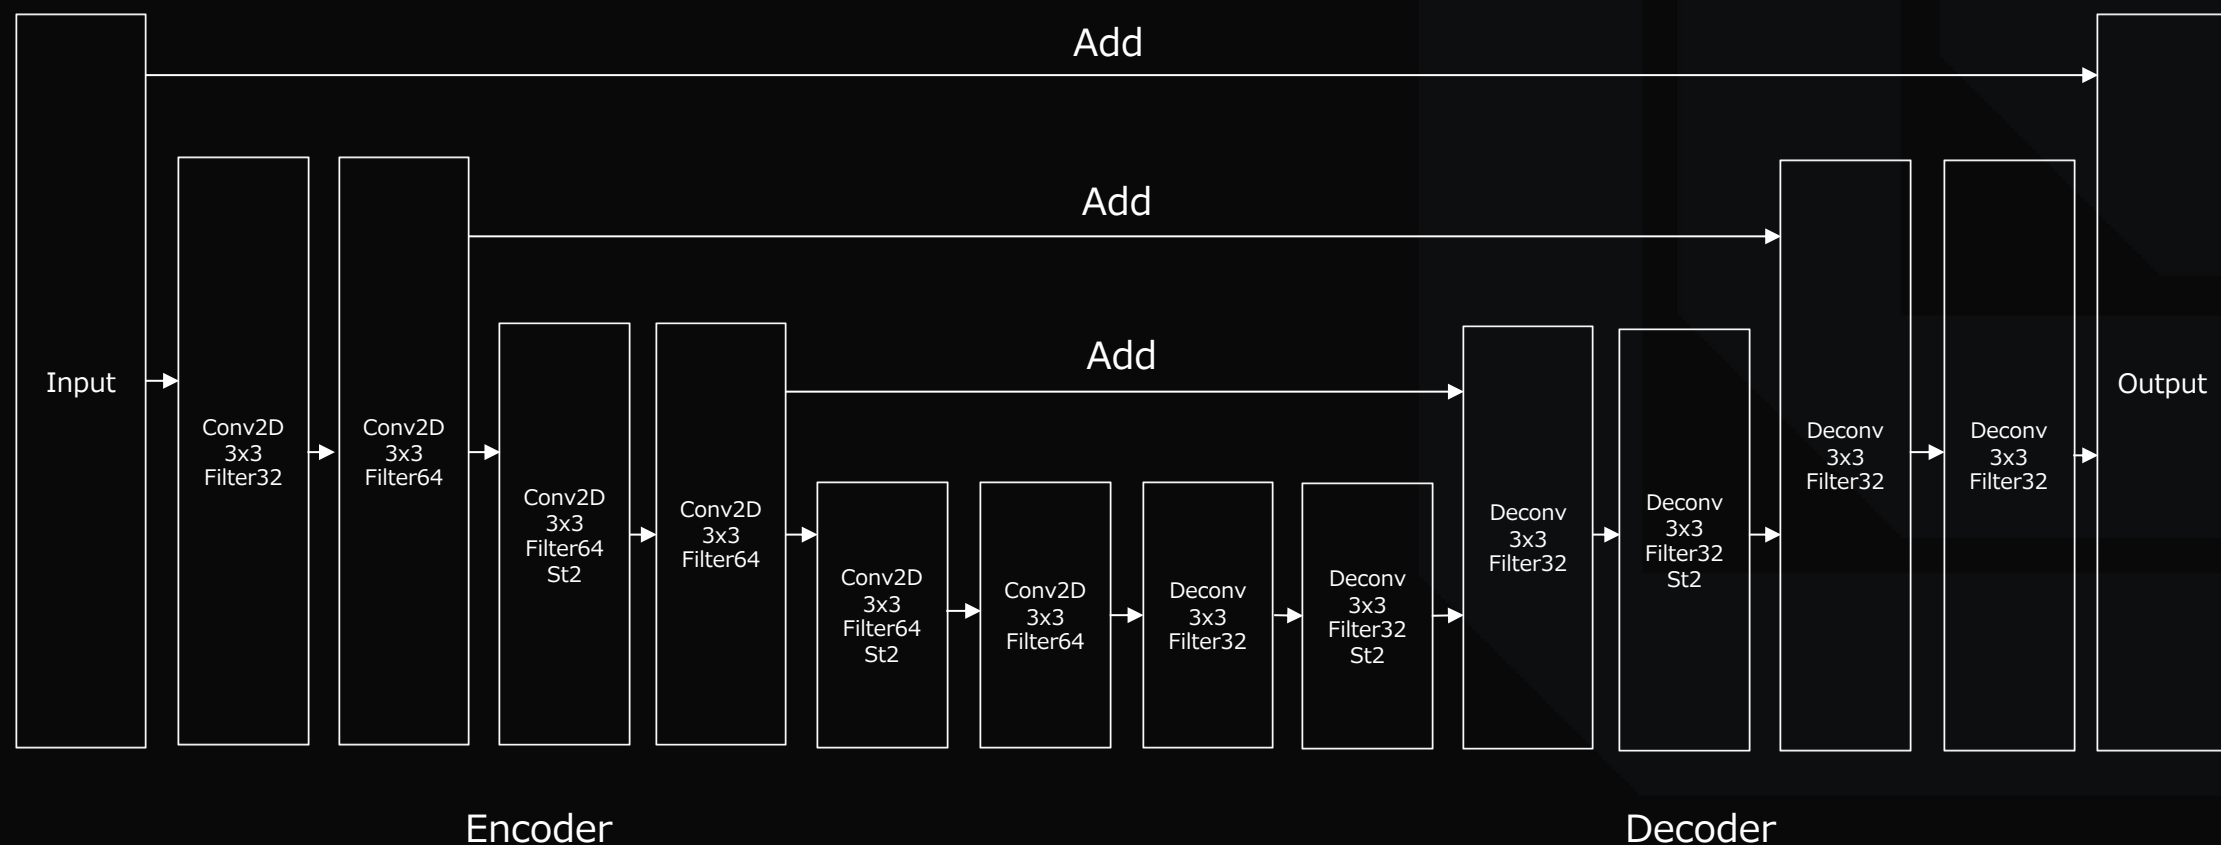 Add
Add
Add
Input
Conv2D
3x3
Filter32
Conv2D
3x3
Filter64
Conv2D
3x3
Filter64
St2
Conv2D
3x3
Filter64
Conv2D
3x3
Filter64
St2
Conv2D
3x3
Filter64
Deconv
3x3
Filter32
Deconv
3x3
Filter32
St2
Deconv
3x3
Filter32
Deconv
3x3
Filter32
St2
Deconv
3x3
Filter32
Deconv
3x3
Filter32
Output
Encoder
Decoder